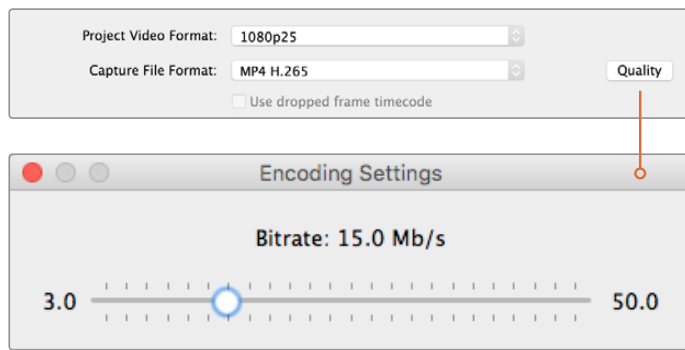 Project Video Format: 1080p25
Capture File Format: MP4 H.265 Quality
Use dropped frame timecode
Encoding Settings
Bitrate: 15.0 Mb/s
3.0 50.0